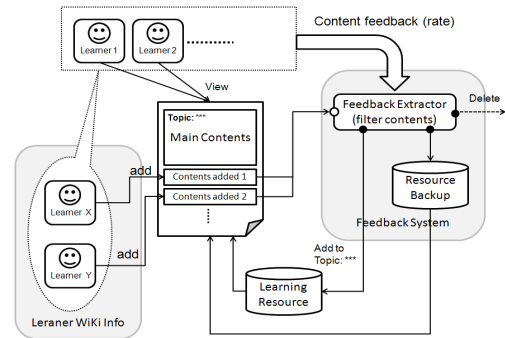 Content feedback (rate)
Learner 1
Learner 2
View
Delete
Topic: ***
Main Contents
Feedback Extractor
(filter contents)
add
Contents added 1
Contents added 2
Learner X
Resource
Backup
Feedback System
add
Learner Y
Add to
Topic: ***
Learning
Resource
Leraner WiKi Info